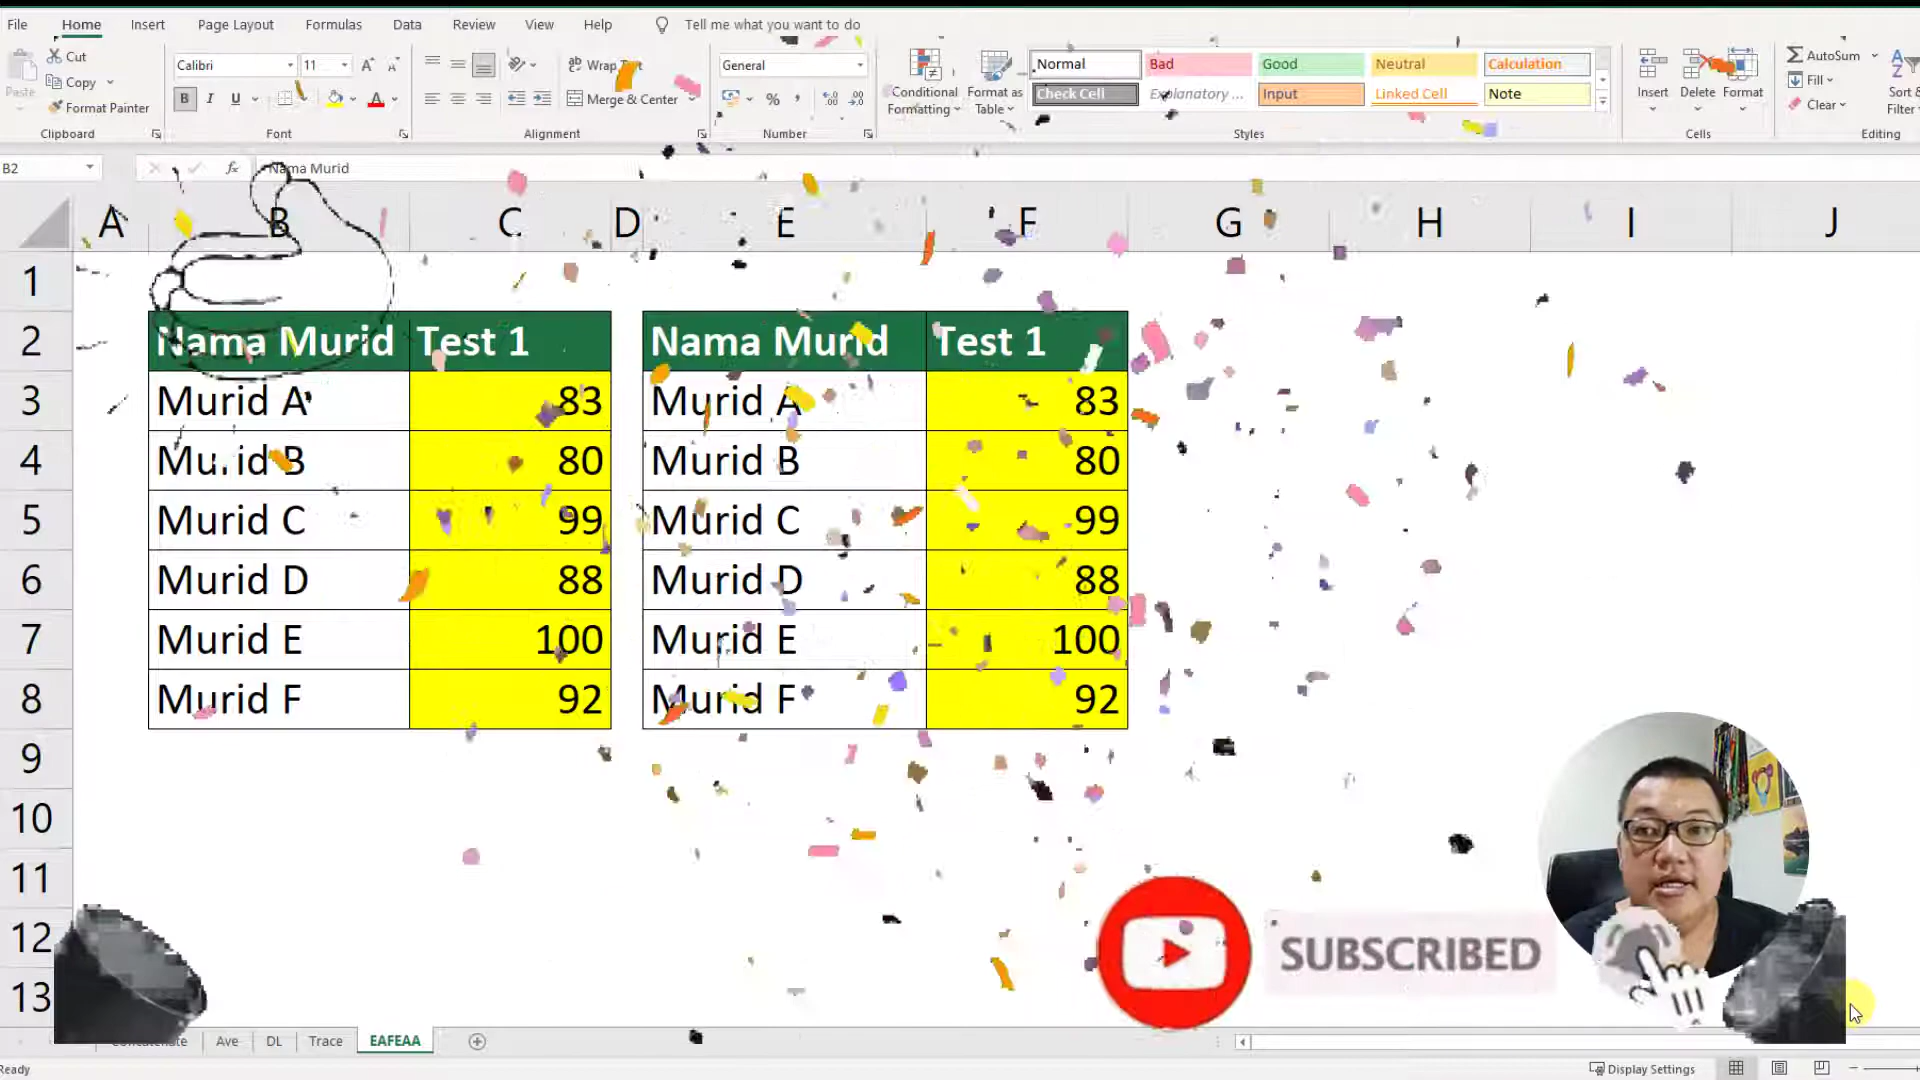 File Home Insert Page Layout Formulas Data Review View Help Tell me what you want to do
Cut
Copy
Format Painter
Paste
Clipboard
Calibri 11
B I U
Font
Wrap Text
Merge & Center
Alignment
General
Number
Conditional Formatting
Format as Table
Normal Bad Good Neutral Calculation
Check Cell Explanatory ... Input Linked Cell Note
Styles
Insert Delete Format
Cells
AutoSum
Fill
Clear
Sort &
Filter
Editing
B2 fx Nama Murid
A B C D E F G H I J
1
2 Nama Murid Test 1 Nama Murid Test 1
3 Murid A 83 Murid A 83
4 Murid B 80 Murid B 80
5 Murid C 99 Murid C 99
6 Murid D 88 Murid D 88
7 Murid E 100 Murid E 100
8 Murid F 92 Murid F 92
9
10
11
12
13
SUBSCRIBED
Concatenate Ave DL Trace EAFEAA
Ready
Display Settings